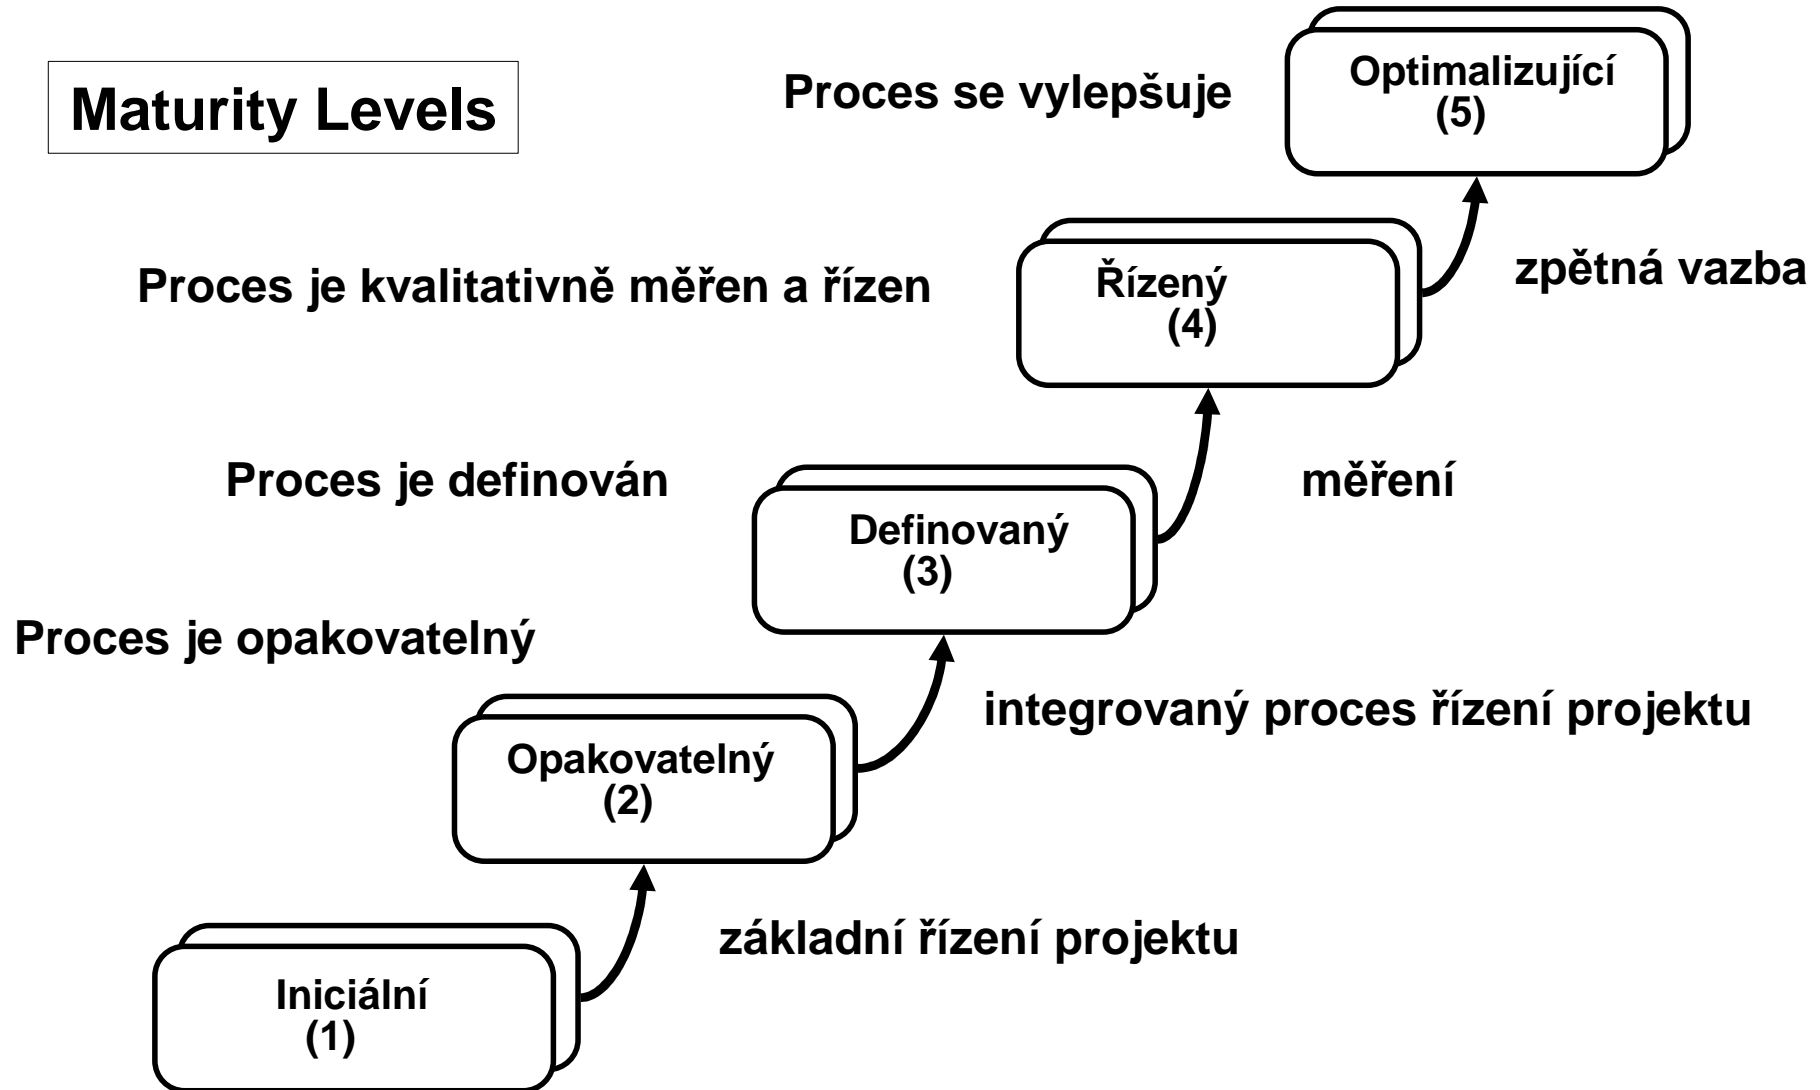 Maturity Levels
Proces se vylepšuje
Optimalizující
(5)
Proces je kvalitativně měřen a řízen
Řízený
(4)
zpětná vazba
Proces je definován
Definovaný
(3)
měření
Proces je opakovatelný
Opakovatelný
(2)
integrovaný proces řízení projektu
Iniciální
(1)
základní řízení projektu